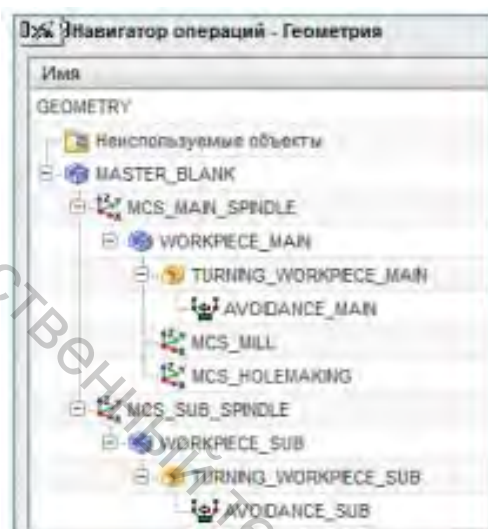 Навигатор операций - Геометрия
Имя
GEOMETRY
Неиспользуемые объекты
MASTER_BLANK
MCS_MAIN_SPINDLE
WORKPIECE_MAIN
TURNING_WORKPIECE_MAIN
AVOIDANCE_MAIN
MCS_MILL
MCS_HOLEMAKING
MCS_SUB_SPINDLE
WORKPIECE_SUB
TURNING_WORKPIECE_SUB
AVOIDANCE_SUB